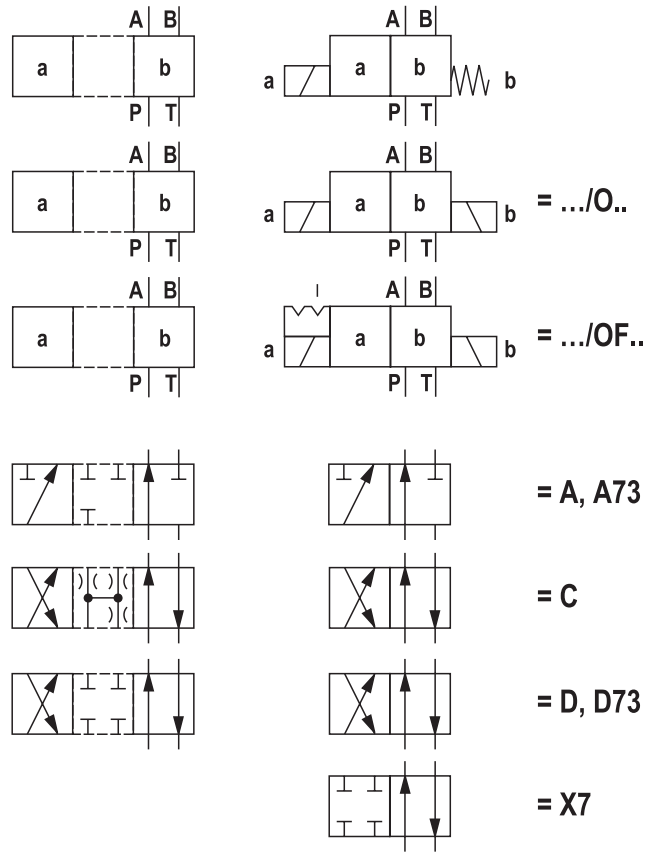 A B A B
a b a a b b
P T P T
A B A B
a b a a b b = .../O..
P T P T
A B A B
a b a a b b = .../OF..
P T P T
= A, A73
= C
= D, D73
= X7